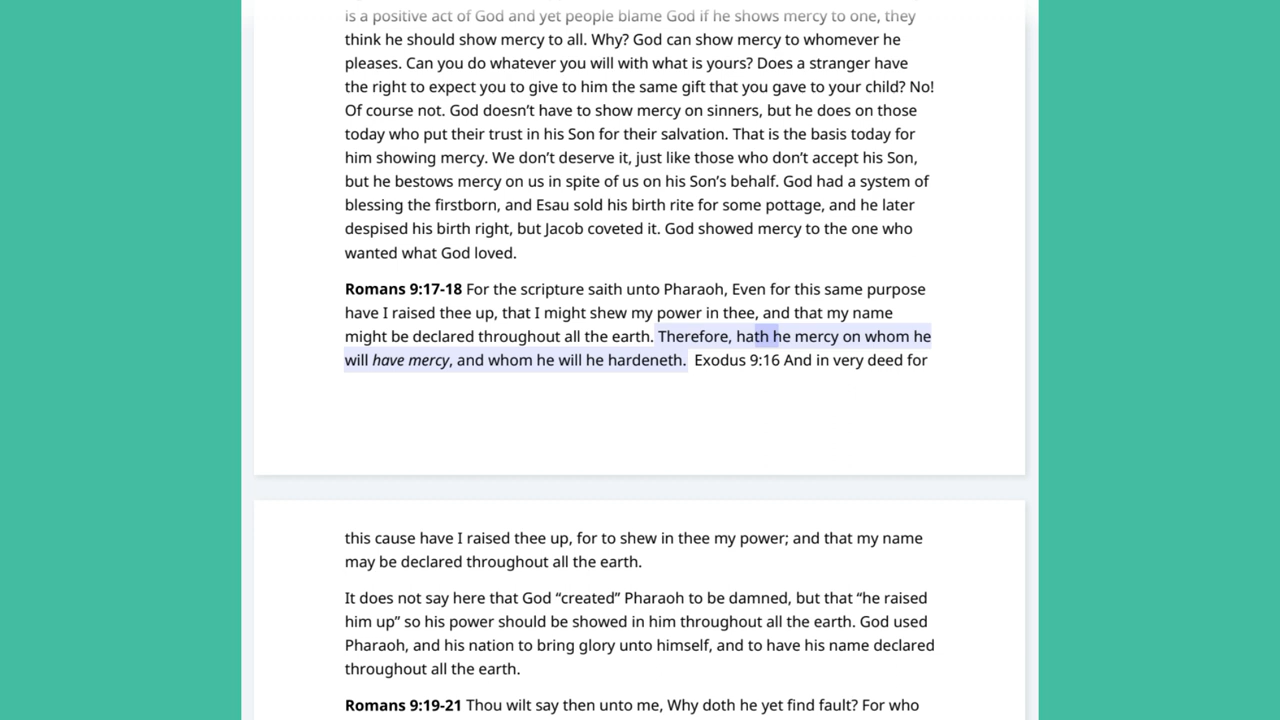 is a positive act of God and yet people blame God if he shows mercy to one, they
think he should show mercy to all. Why? God can show mercy to whomever he
pleases. Can you do whatever you will with what is yours? Does a stranger have
the right to expect you to give to him the same gift that you gave to your child? No!
Of course not. God doesn’t have to show mercy on sinners, but he does on those
today who put their trust in his Son for their salvation. That is the basis today for
him showing mercy. We don’t deserve it, just like those who don’t accept his Son,
but he bestows mercy on us in spite of us on his Son’s behalf. God had a system of
blessing the firstborn, and Esau sold his birth rite for some pottage, and he later
despised his birth right, but Jacob coveted it. God showed mercy to the one who
wanted what God loved.
Romans 9:17-18 For the scripture saith unto Pharaoh, Even for this same purpose
have I raised thee up, that I might shew my power in thee, and that my name
might be declared throughout all the earth. Therefore, hath he mercy on whom he
will have mercy, and whom he will he hardeneth. Exodus 9:16 And in very deed for
this cause have I raised thee up, for to shew in thee my power; and that my name
may be declared throughout all the earth.
It does not say here that God “created” Pharaoh to be damned, but that “he raised
him up” so his power should be showed in him throughout all the earth. God used
Pharaoh, and his nation to bring glory unto himself, and to have his name declared
throughout all the earth.
Romans 9:19-21 Thou wilt say then unto me, Why doth he yet find fault? For who